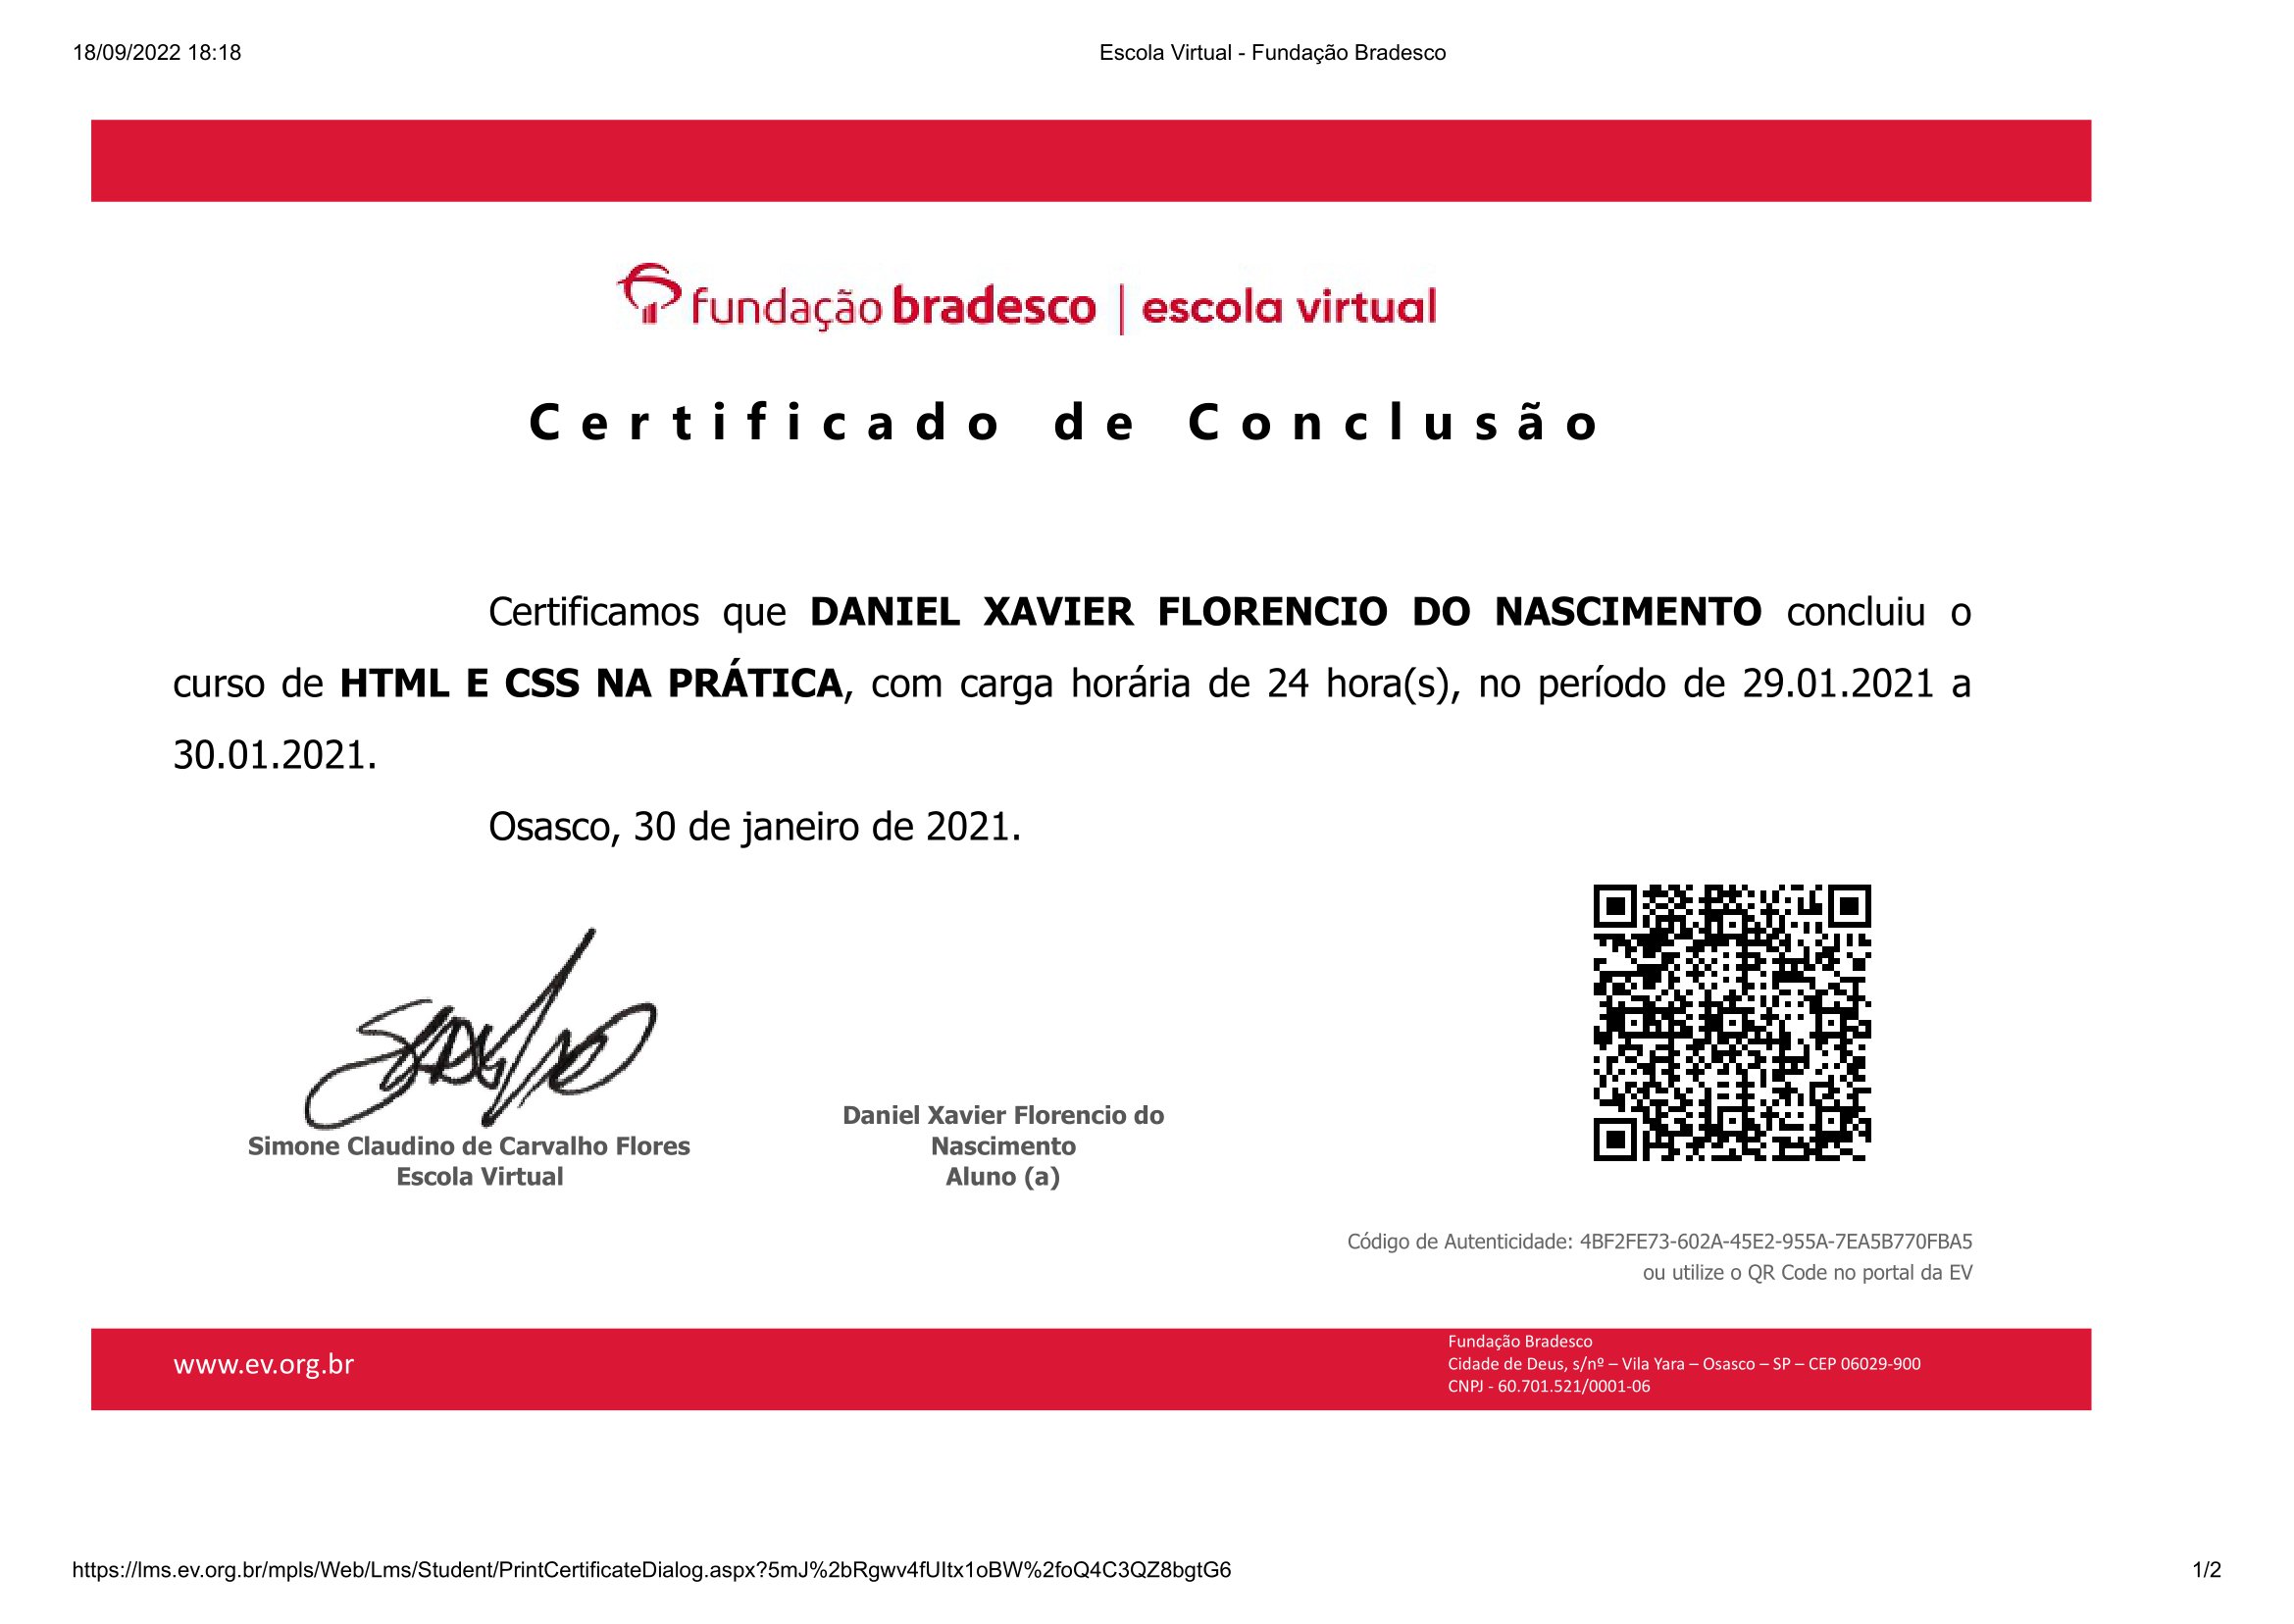 18/09/2022 18:18
Escola Virtual - Fundação Bradesco
fundação bradesco | escola virtual
Certificado de Conclusão
Certificamos que DANIEL XAVIER FLORENCIO DO NASCIMENTO concluiu o
curso de HTML E CSS NA PRÁTICA, com carga horária de 24 hora(s), no período de 29.01.2021 a
30.01.2021.
Osasco, 30 de janeiro de 2021.
Simone Claudino de Carvalho Flores
Escola Virtual
Daniel Xavier Florencio do
Nascimento
Aluno (a)
Código de Autenticidade: 4BF2FE73-602A-45E2-955A-7EA5B770FBA5
ou utilize o QR Code no portal da EV
www.ev.org.br
Fundação Bradesco
Cidade de Deus, s/nº – Vila Yara – Osasco – SP – CEP 06029-900
CNPJ - 60.701.521/0001-06
https://lms.ev.org.br/mpls/Web/Lms/Student/PrintCertificateDialog.aspx?5mJ%2bRgwv4fUItx1oBW%2foQ4C3QZ8bgtG6
1/2